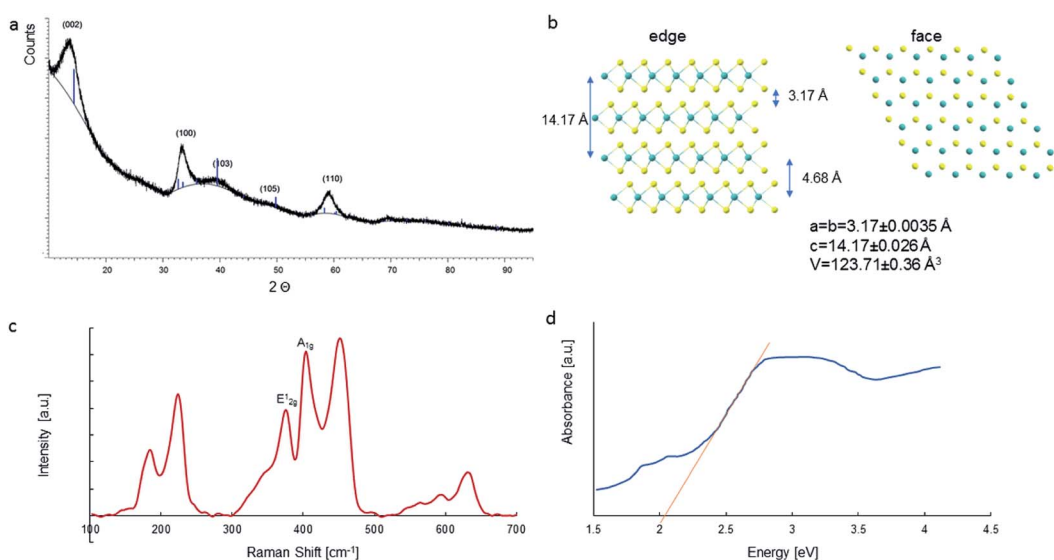 a
Counts
(002)
(100)
(103)
(105)
(110)
20
30
40
50
60
70
80
90
2 Θ
b
edge
face
14.17 Å
3.17 Å
4.68 Å
a=b=3.17±0.0035 Å
c=14.17±0.026Å
V=123.71±0.36 Å³
c
Intensity [a.u.]
E¹₂g
A₁g
100
200
300
400
500
600
700
Raman Shift [cm⁻¹]
d
Absorbance [a.u.]
1.5
2
2.5
3
3.5
4
4.5
Energy [eV]